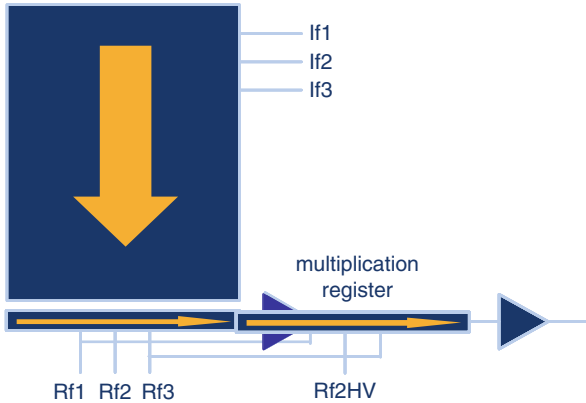 If1
If2
If3
multiplication
register
Rf1 Rf2 Rf3
Rf2HV